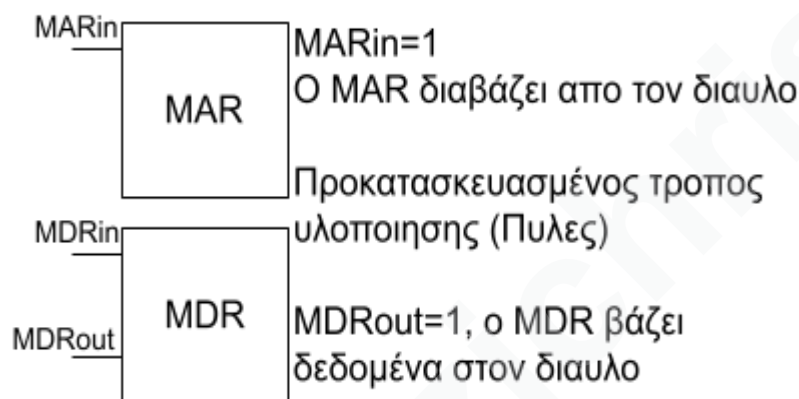 MARin
MAR
MARin=1
Ο MAR διαβάζει απο τον διαυλο
Προκατασκευασμένος τροπος
υλοποιησης (Πυλες)
MDRin
MDR
MDRout
MDRout=1, ο MDR βάζει
δεδομένα στον διαυλο